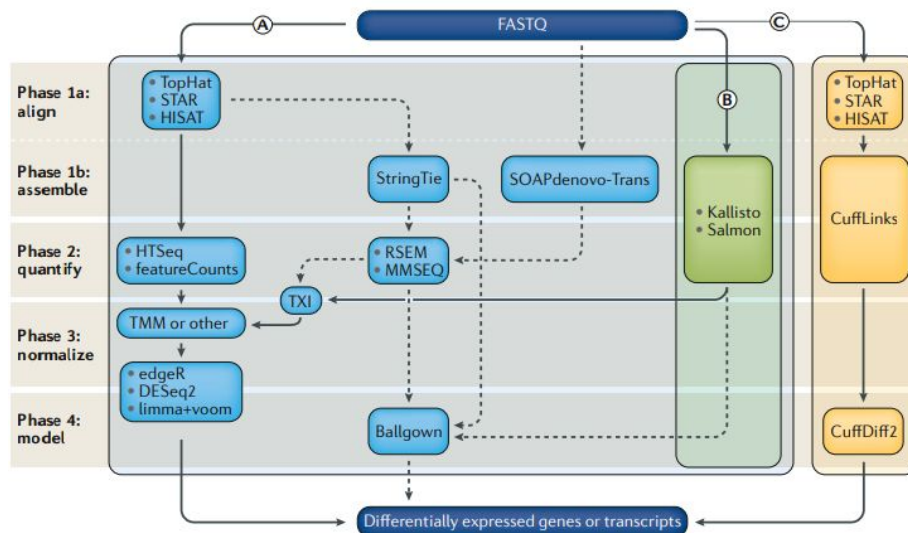 FASTQ
A
C
Phase 1a:
align
• TopHat
• STAR
• HISAT
B
• TopHat
• STAR
• HISAT
Phase 1b:
assemble
StringTie
SOAPdenovo-Trans
• Kallisto
• Salmon
CuffLinks
Phase 2:
quantify
• HTSeq
• featureCounts
• RSEM
• MMSEQ
TXI
Phase 3:
normalize
TMM or other
• edgeR
• DESeq2
• limma+voom
Phase 4:
model
Ballgown
CuffDiff2
Differentially expressed genes or transcripts